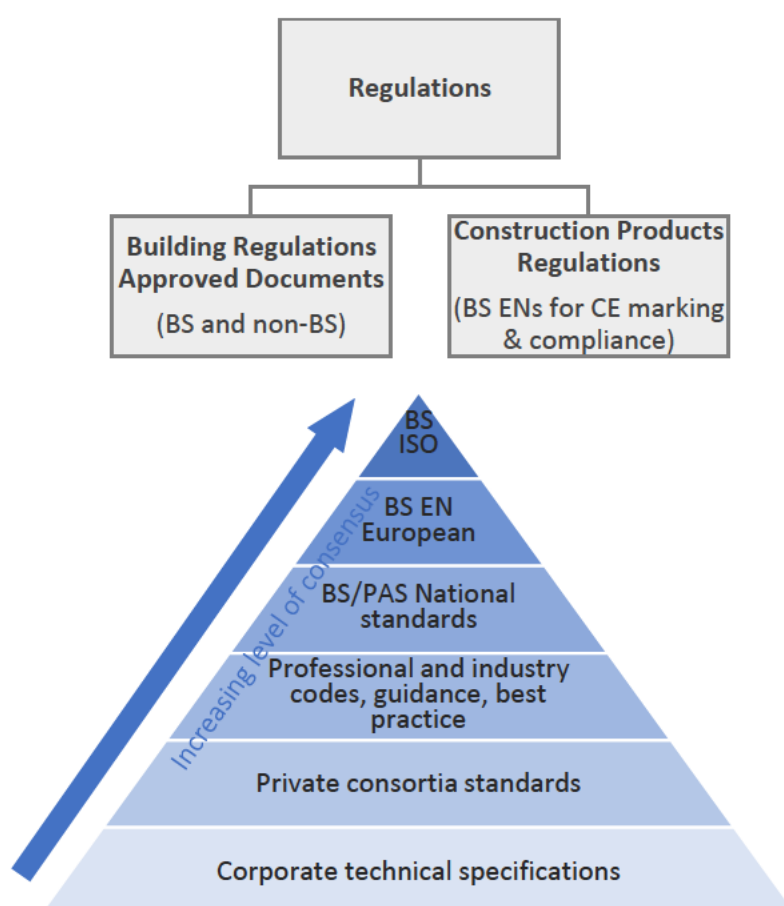 Regulations
Building Regulations
Approved Documents
(BS and non-BS)
Construction Products
Regulations
(BS ENs for CE marking
& compliance)
BS
ISO
BS EN
European
BS/PAS National
standards
Professional and industry
codes, guidance, best
practice
Private consortia standards
Corporate technical specifications
Increasing level of consensus